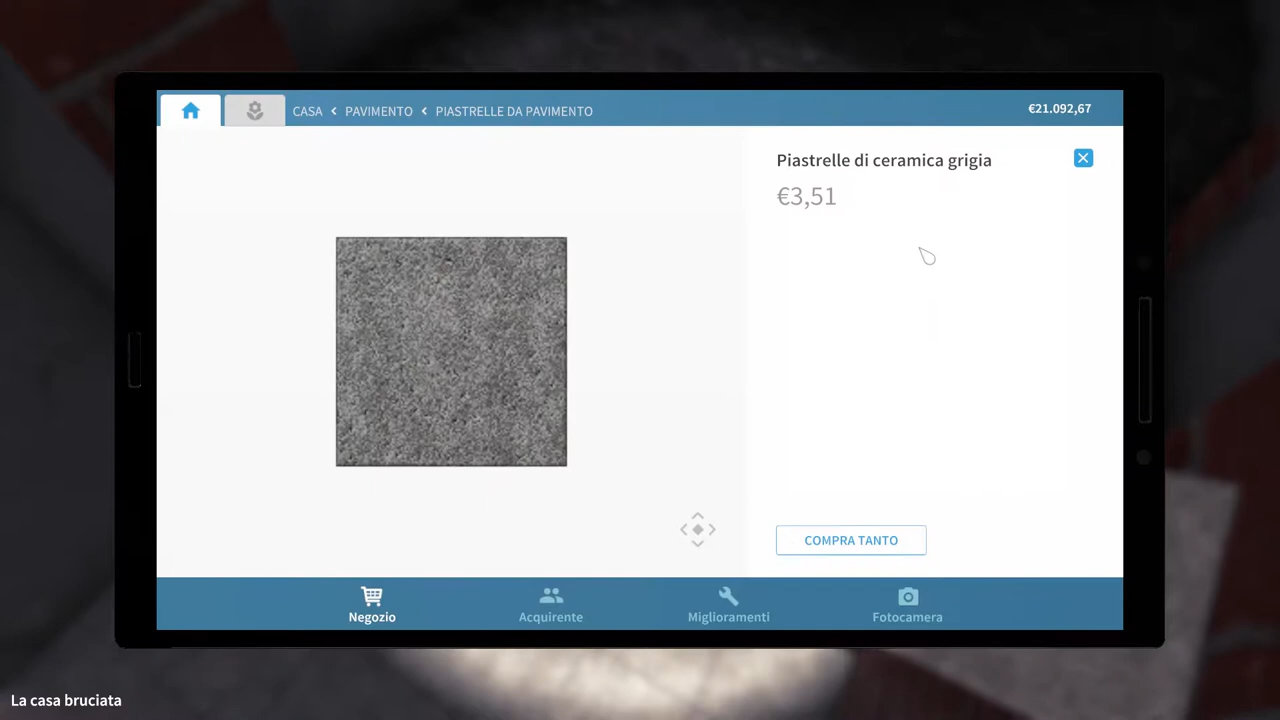 CASA < PAVIMENTO < PIASTRELLE DA PAVIMENTO
€21.092,67
Piastrelle di ceramica grigia
€3,51
COMPRA TANTO
Negozio
Acquirente
Miglioramenti
Fotocamera
La casa bruciata